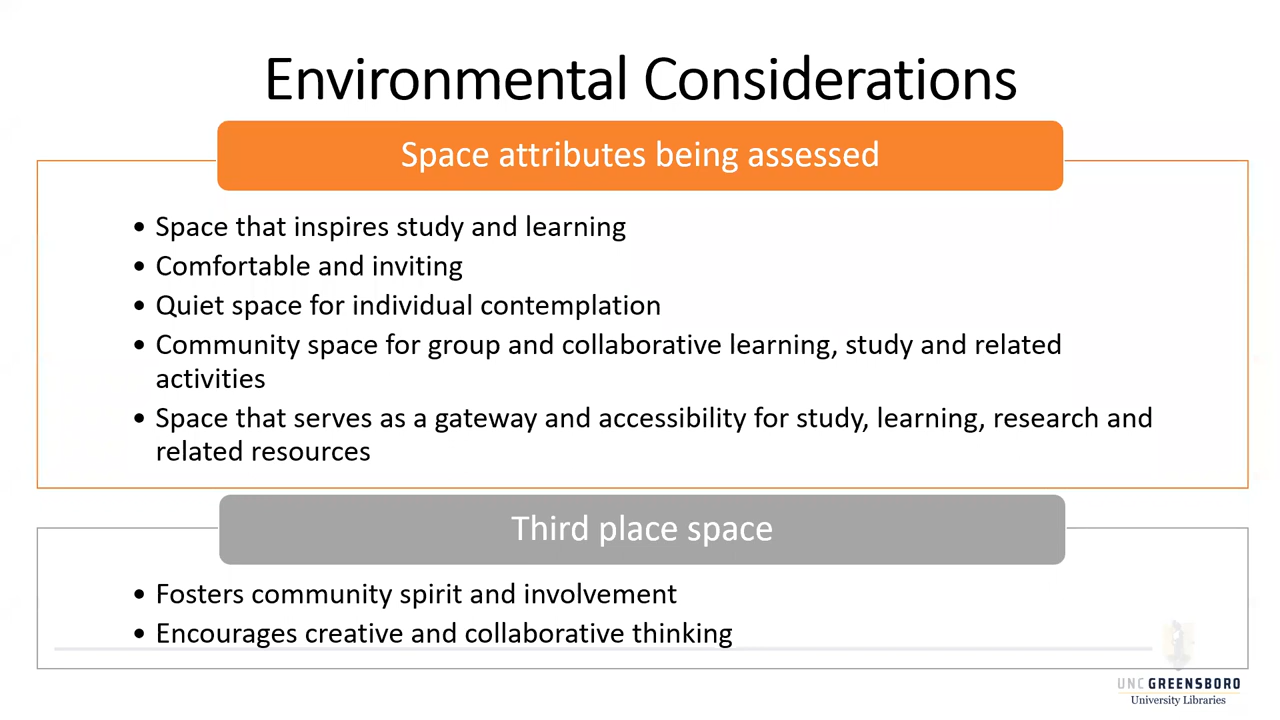 Environmental Considerations
Space attributes being assessed
• Space that inspires study and learning
• Comfortable and inviting
• Quiet space for individual contemplation
• Community space for group and collaborative learning, study and related
activities
• Space that serves as a gateway and accessibility for study, learning, research and
related resources
Third place space
• Fosters community spirit and involvement
• Encourages creative and collaborative thinking
UNC GREENSBORO
University Libraries